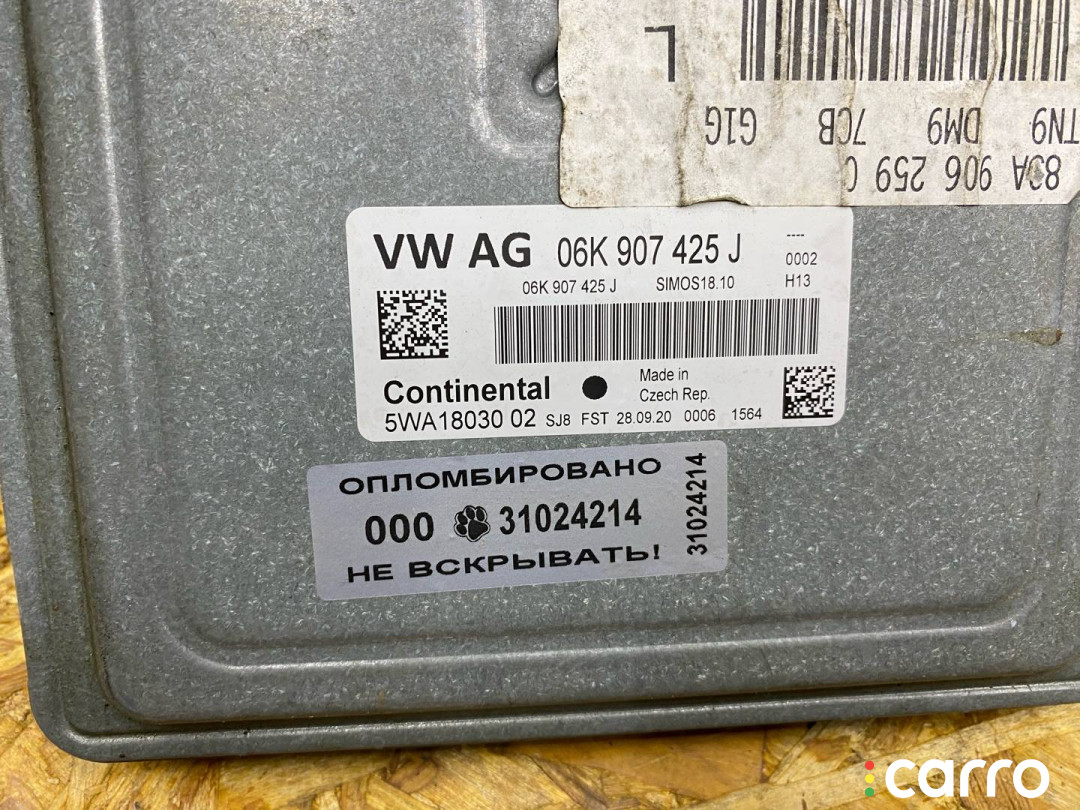 L
TN9 DM9 7CB G1G
83A 906 259 C
VW AG 06K 907 425 J ----
0002
06K 907 425 J SIMOS18.10 H13
Continental Made in
Czech Rep.
5WA18030 02 SJ8 FST 28.09.20 0006 1564
ОПЛОМБИРОВАНО
000 31024214
НЕ ВСКРЫВАТЬ!
31024214
carro